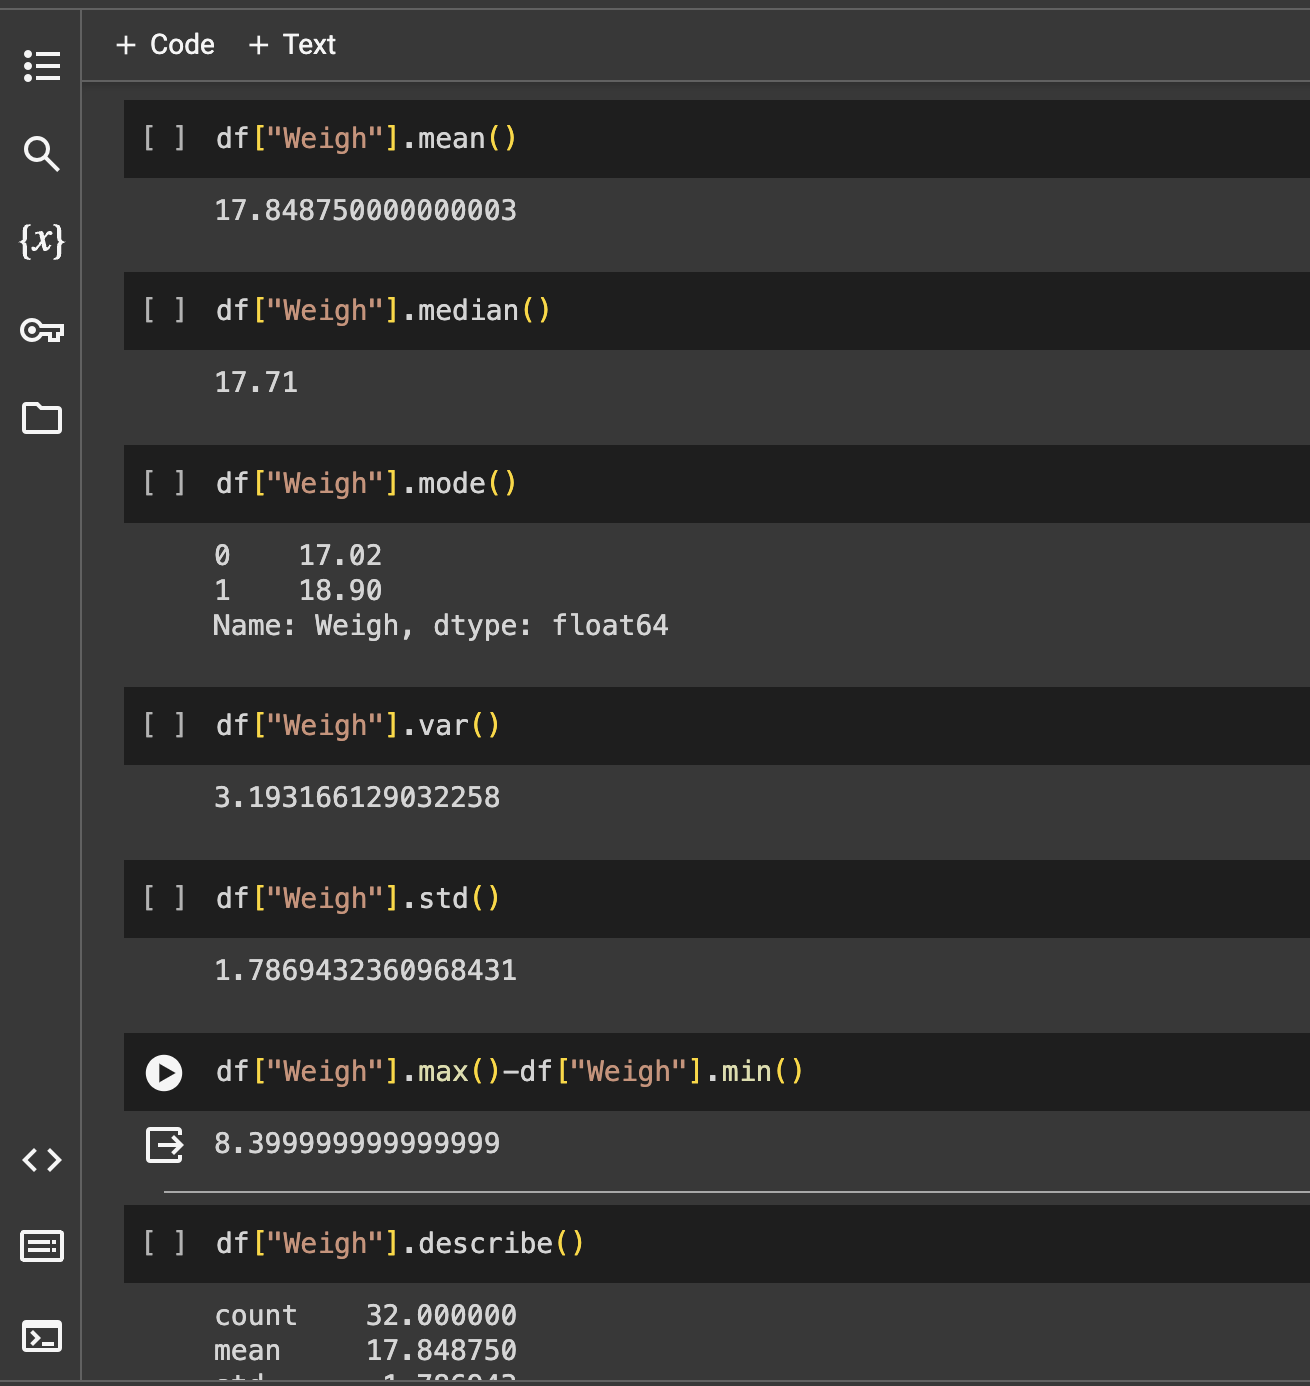 + Code + Text
{x}
[ ] df["Weigh"].mean()
17.848750000000003
[ ] df["Weigh"].median()
17.71
[ ] df["Weigh"].mode()
0    17.02
1    18.90
Name: Weigh, dtype: float64
[ ] df["Weigh"].var()
3.193166129032258
[ ] df["Weigh"].std()
1.7869432360968431
df["Weigh"].max()-df["Weigh"].min()
8.399999999999999
[ ] df["Weigh"].describe()
count    32.000000
mean     17.848750